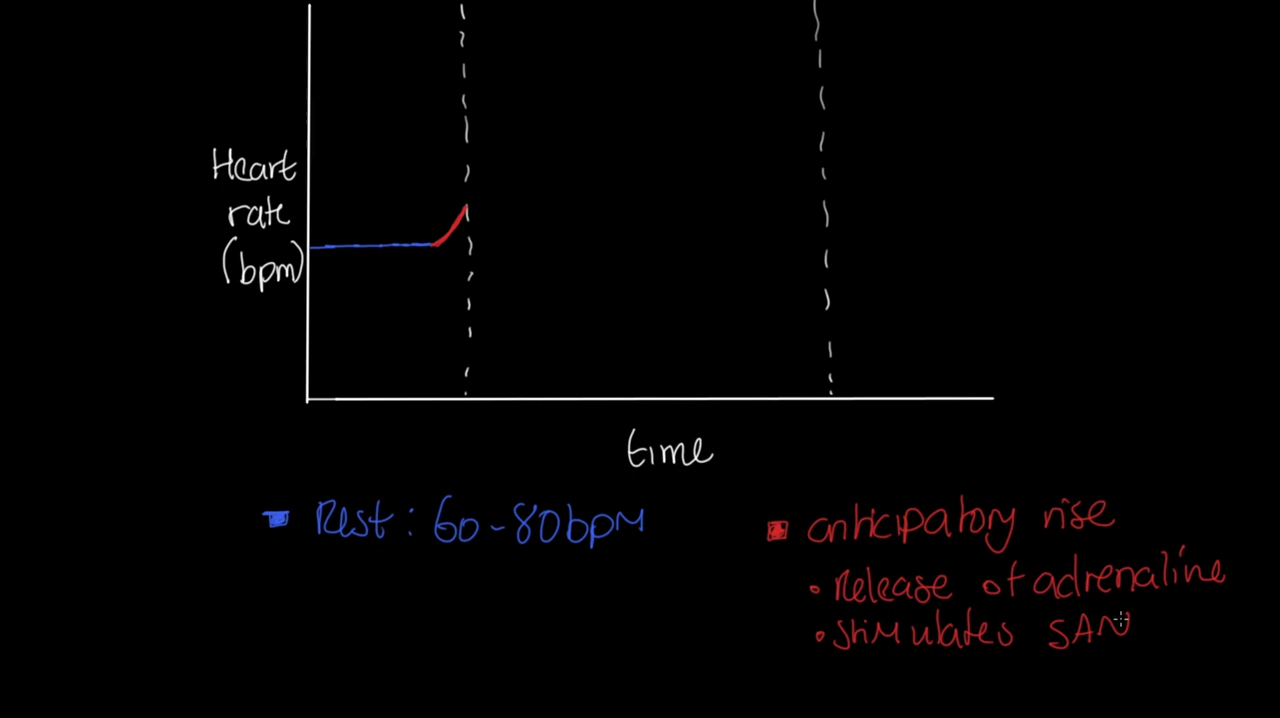 Heart
rate
(bpm)
time
Rest: 60-80bpm
anticipatory rise
• Release of adrenaline
• stimulates SAN